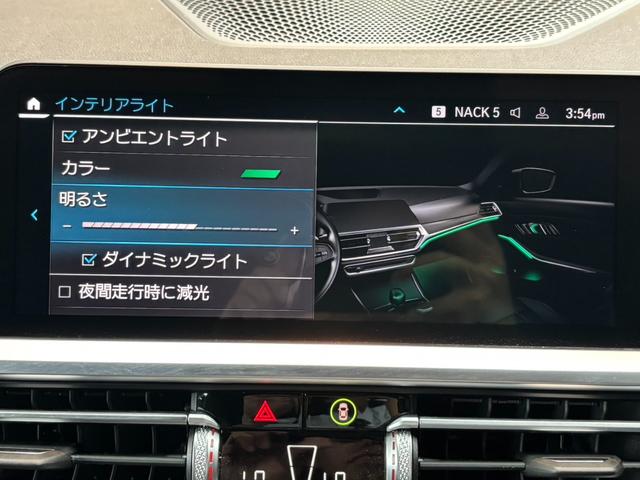 インテリアライト
5 NACK 5 3:54pm
アンビエントライト
カラー
明るさ
− +
ダイナミックライト
夜間走行時に減光